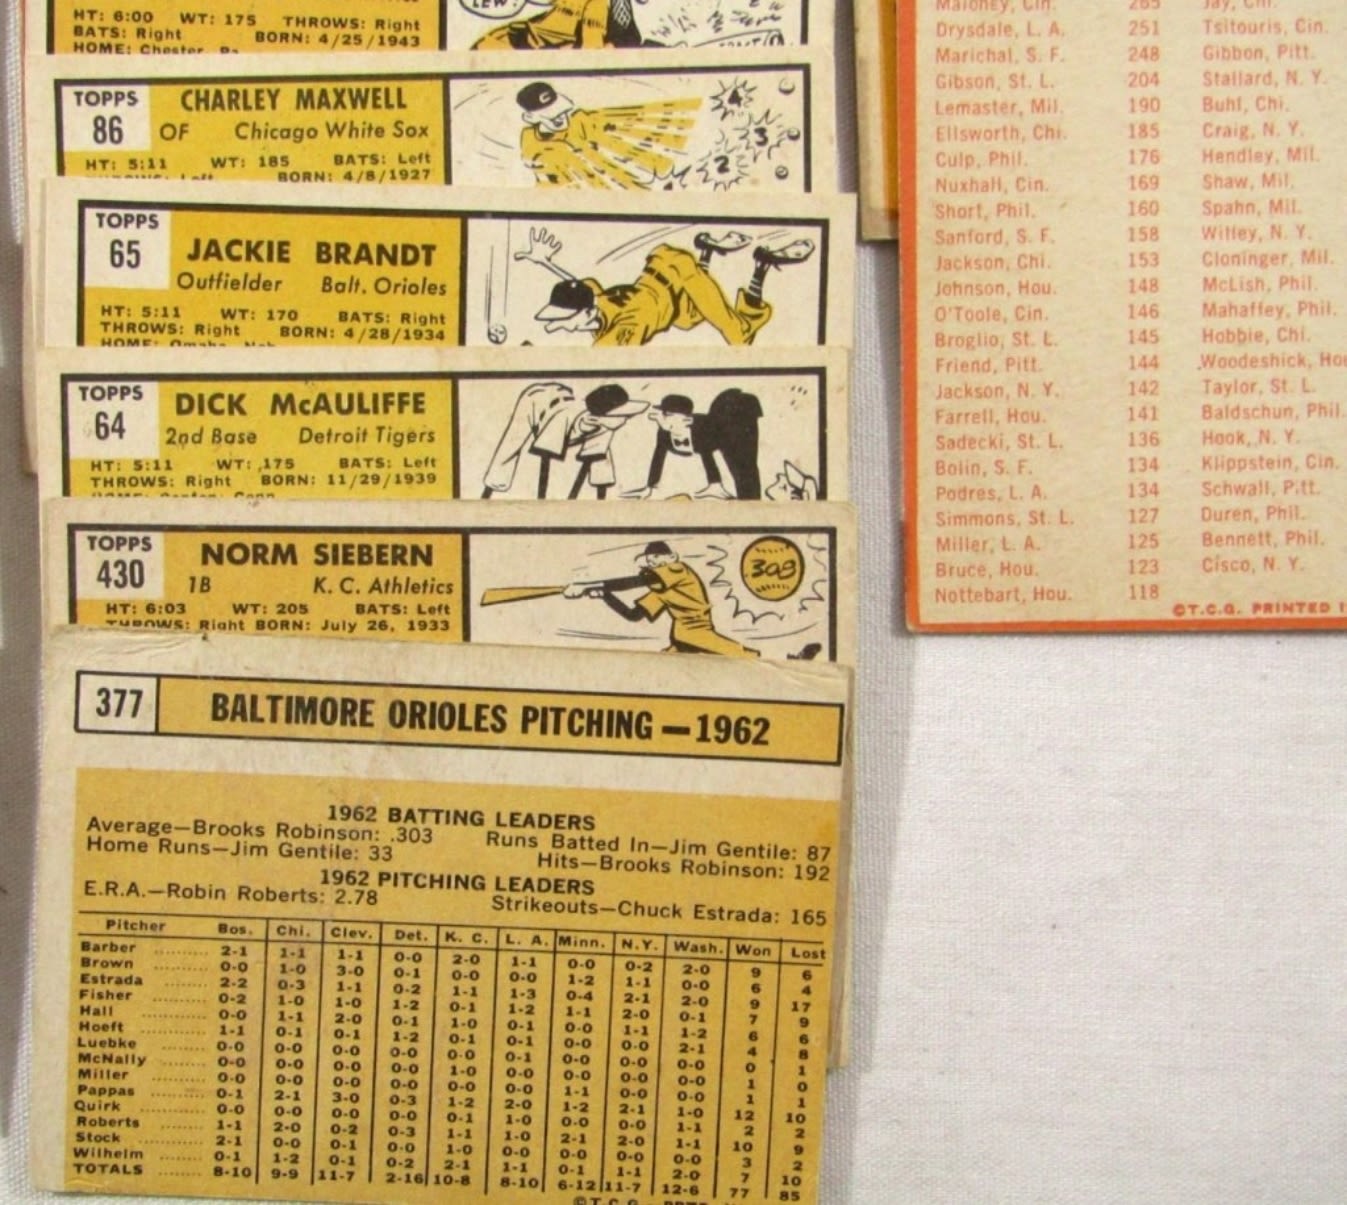 HT: 6:00 WT: 175 THROWS: Right
BATS: Right BORN: 4/25/1943
HOME: Chester, Pa.
TOPPS
86
CHARLEY MAXWELL
OF Chicago White Sox
HT: 5:11 WT: 185 BATS: Left
THROWS: Left BORN: 4/8/1927
4
3
2
TOPPS
65
JACKIE BRANDT
Outfielder Balt. Orioles
HT: 5:11 WT: 170 BATS: Right
THROWS: Right BORN: 4/28/1934
HOME: Omaha, Neb.
TOPPS
64
DICK McAULIFFE
2nd Base Detroit Tigers
HT: 5:11 WT: 175 BATS: Left
THROWS: Right BORN: 11/29/1939
TOPPS
430
NORM SIEBERN
1B K. C. Athletics
HT: 6:03 WT: 205 BATS: Left
THROWS: Right BORN: July 26, 1933
.308
377 BALTIMORE ORIOLES PITCHING—1962
1962 BATTING LEADERS
Average—Brooks Robinson: .303 Runs Batted In—Jim Gentile: 87
Home Runs—Jim Gentile: 33 Hits—Brooks Robinson: 192
1962 PITCHING LEADERS
E.R.A.—Robin Roberts: 2.78 Strikeouts—Chuck Estrada: 165
Pitcher Bos. Chi. Clev. Det. K. C. L. A. Minn. N.Y. Wash. Won Lost
Barber 2-1 1-1 1-1 0-0 2-0 1-1 0-0 0-2 2-0 9 6
Brown 0-0 1-0 3-0 0-1 0-0 0-0 1-2 1-1 0-0 6 4
Estrada 2-2 0-3 1-1 0-2 1-1 1-3 0-4 2-1 2-0 9 17
Fisher 0-2 1-0 1-0 1-2 0-1 1-2 1-1 2-0 0-1 7 9
Hall 0-0 1-1 2-0 0-1 1-0 0-1 0-0 1-1 1-2 6 6
Hoeft 1-1 0-1 0-1 1-2 0-1 0-1 0-0 0-0 2-1 4 8
Luebke 0-0 0-0 0-0 0-0 0-0 0-1 0-0 0-0 0-0 0 1
McNally 0-0 0-0 0-0 0-0 1-0 0-0 0-0 0-0 0-0 1 0
Miller 0-0 0-0 0-0 0-0 0-0 0-0 1-1 0-0 0-0 1 1
Pappas 0-1 2-1 3-0 0-3 1-2 2-0 1-2 2-1 1-0 12 10
Quirk 0-0 0-0 0-0 0-0 0-1 1-0 0-0 0-0 1-1 2 2
Roberts 1-1 2-0 0-2 0-3 1-1 1-0 2-1 2-0 1-1 10 9
Stock 2-1 0-0 0-1 0-0 1-0 0-0 0-0 0-0 0-0 3 2
Wilhelm 0-1 1-2 0-1 0-2 2-1 1-1 0-1 1-1 2-0 7 10
TOTALS 8-10 9-9 11-7 2-16 10-8 8-10 6-12 11-7 12-6 77 85
©T.C.G.
Maloney, Cin. 265 Jay, Chi.
Drysdale, L. A. 251 Tsitouris, Cin.
Marichal, S. F. 248 Gibbon, Pitt.
Gibson, St. L. 204 Stallard, N. Y.
Lemaster, Mil. 190 Buhl, Chi.
Ellsworth, Chi. 185 Craig, N. Y.
Culp, Phil. 176 Hendley, Mil.
Nuxhall, Cin. 169 Shaw, Mil.
Short, Phil. 160 Spahn, Mil.
Sanford, S. F. 158 Willey, N. Y.
Jackson, Chi. 153 Cloninger, Mil.
Johnson, Hou. 148 McLish, Phil.
O'Toole, Cin. 146 Mahaffey, Phil.
Broglio, St. L. 145 Hobbie, Chi.
Friend, Pitt. 144 Woodeshick, Hou
Jackson, N. Y. 142 Taylor, St. L.
Farrell, Hou. 141 Baldschun, Phil.
Sadecki, St. L. 136 Hook, N. Y.
Bolin, S. F. 134 Klippstein, Cin.
Podres, L. A. 134 Schwall, Pitt.
Simmons, St. L. 127 Duren, Phil.
Miller, L. A. 125 Bennett, Phil.
Bruce, Hou. 123 Cisco, N. Y.
Nottebart, Hou. 118
©T.C.G. PRINTED I